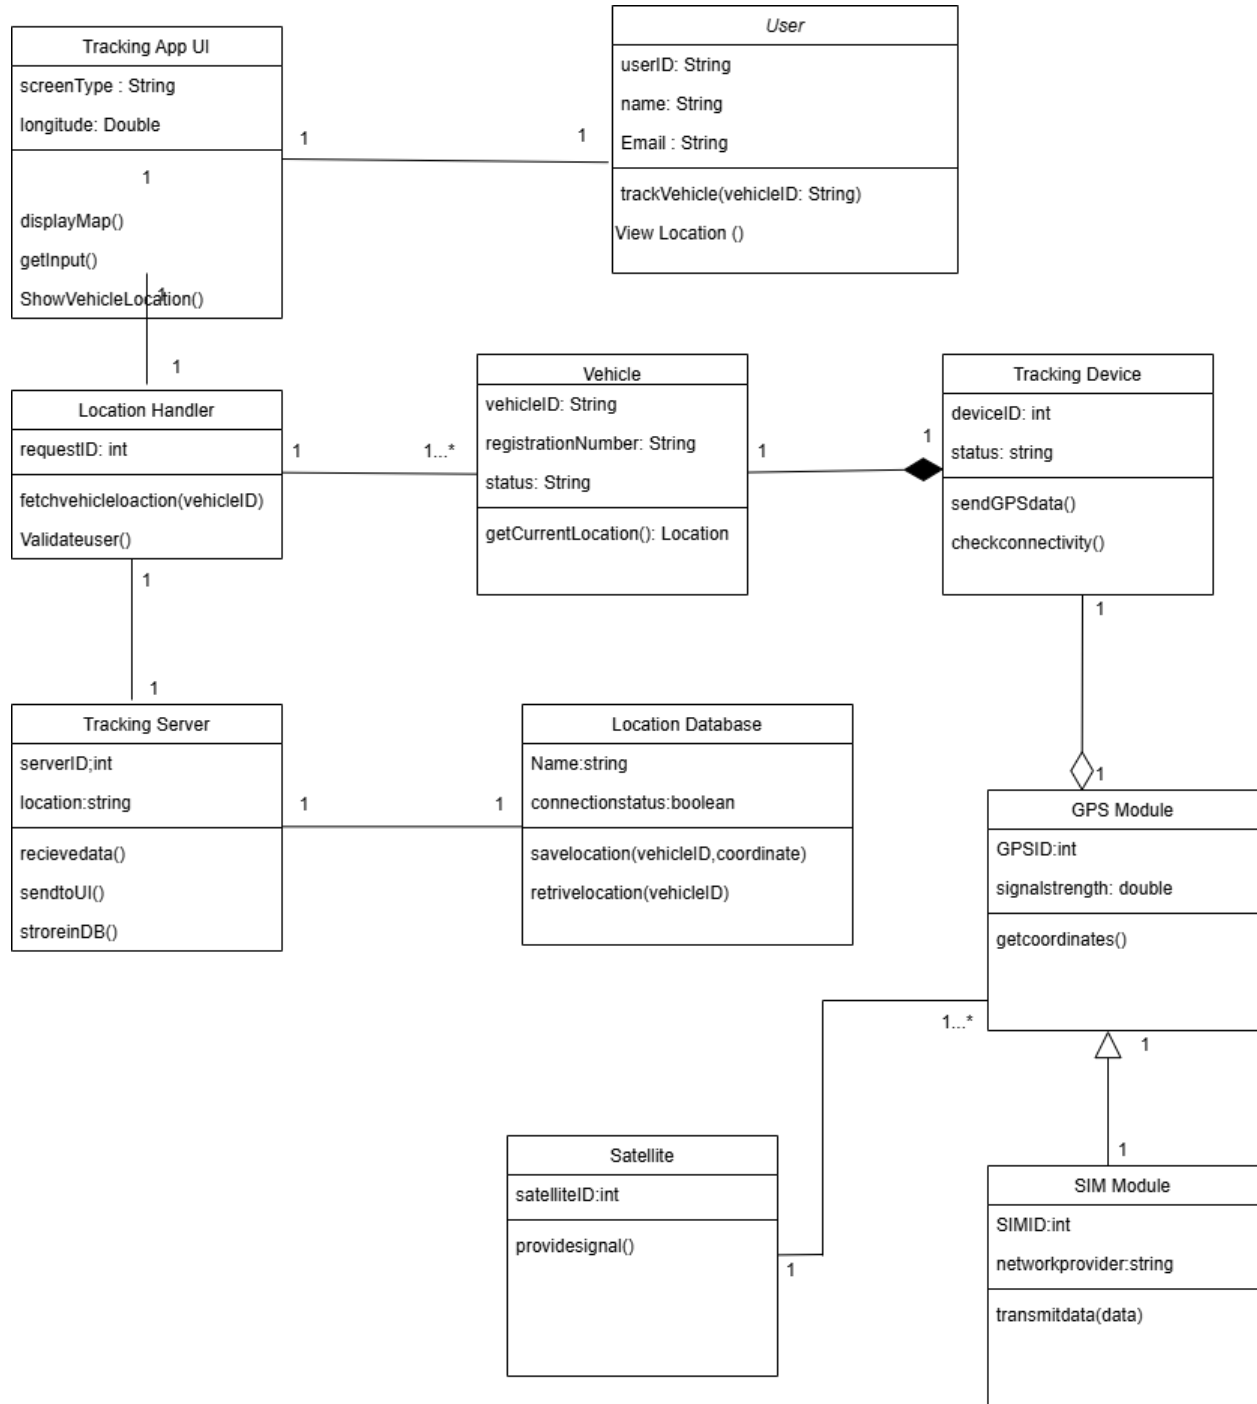 Tracking App UI
screenType : String
longitude: Double
1
displayMap()
getInput()
ShowVehicleLocation()
1
1
1
User
userID: String
name: String
Email : String
trackVehicle(vehicleID: String)
View Location ()
1
Location Handler
requestID: int
fetchvehicleloaction(vehicleID)
Validateuser()
1
1...*
Vehicle
vehicleID: String
registrationNumber: String
status: String
getCurrentLocation(): Location
1
1
Tracking Device
deviceID: int
status: string
sendGPSdata()
checkconnectivity()
1
1
1
1
Tracking Server
serverID;int
location:string
recievedata()
sendtoUI()
stroreinDB()
1
1
Location Database
Name:string
connectionstatus:boolean
savelocation(vehicleID,coordinate)
retrivelocation(vehicleID)
GPS Module
GPSID:int
signalstrength: double
getcoordinates()
1...*
1
1
Satellite
satelliteID:int
providesignal()
1
SIM Module
SIMID:int
networkprovider:string
transmitdata(data)